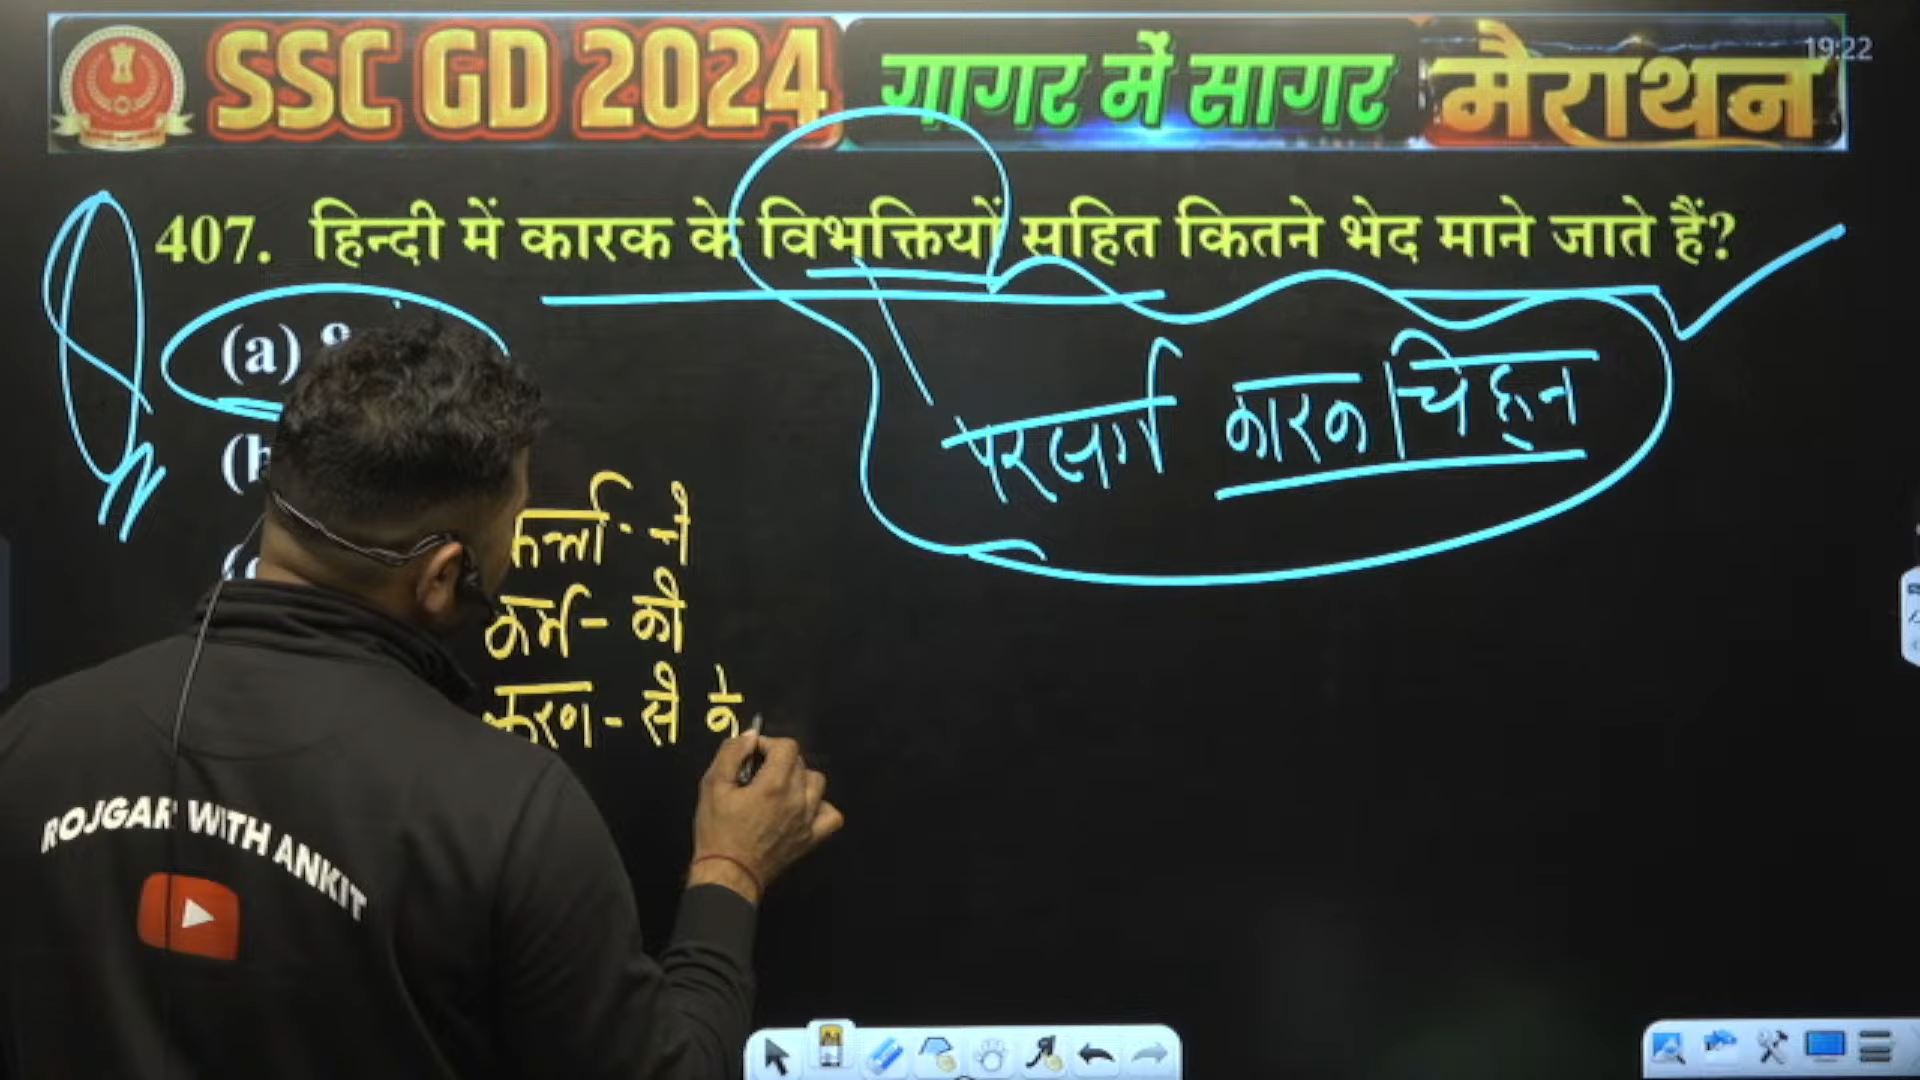 SSC GD 2024 गागर में सागर मैराथन
19:22
407. हिन्दी में कारक के विभक्तियों सहित कितने भेद माने जाते हैं?
(a) 8
परसर्ग कारक चिह्न
(b
कर्त्ता - ने
कर्म - को
करण - से
ROJGAR WITH ANKIT